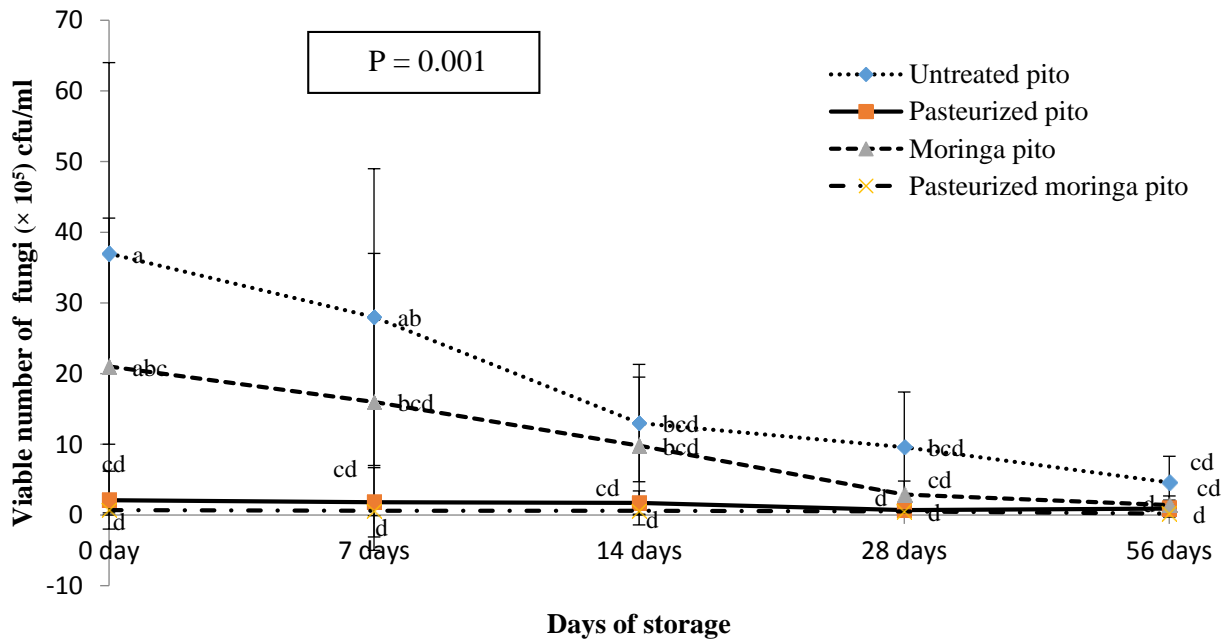 70
60
50
40
30
20
10
0
-10
Viable number of fungi (× 10⁵) cfu/ml
P = 0.001
Untreated pito
Pasteurized pito
Moringa pito
Pasteurized moringa pito
a
ab
abc
bcd
bcd
bcd
bcd
cd
cd
cd
cd
cd
cd
d
d
d
d
d
d
d
0 day
7 days
14 days
28 days
56 days
Days of storage